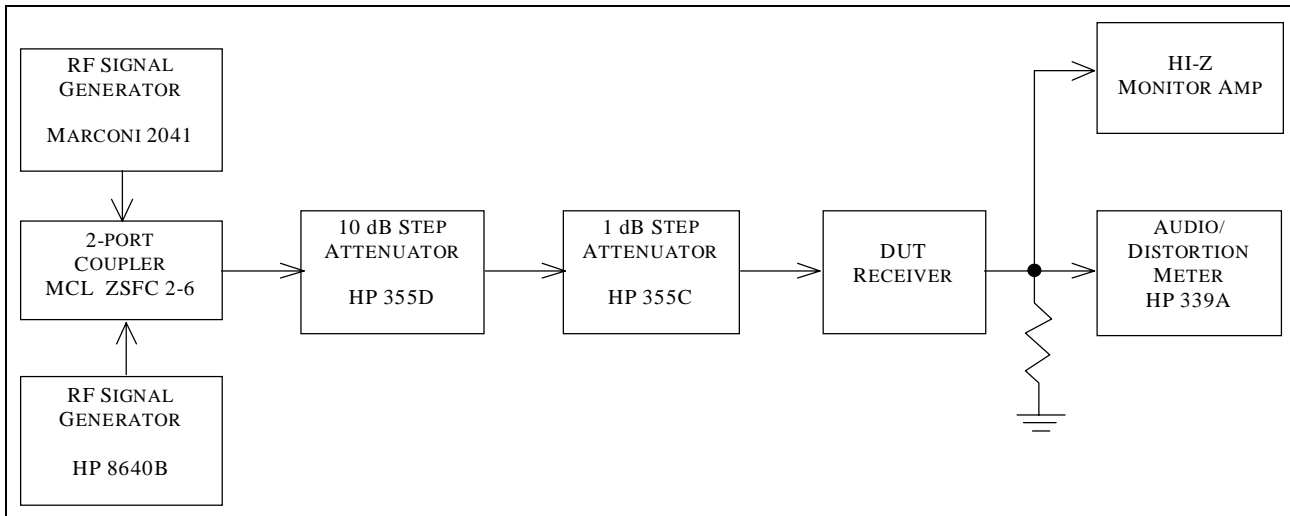 RF SIGNAL
GENERATOR
MARCONI 2041
2-PORT
COUPLER
MCL ZSFC 2-6
RF SIGNAL
GENERATOR
HP 8640B
10 dB STEP
ATTENUATOR
HP 355D
1 dB STEP
ATTENUATOR
HP 355C
DUT
RECEIVER
HI-Z
MONITOR AMP
AUDIO/
DISTORTION
METER
HP 339A